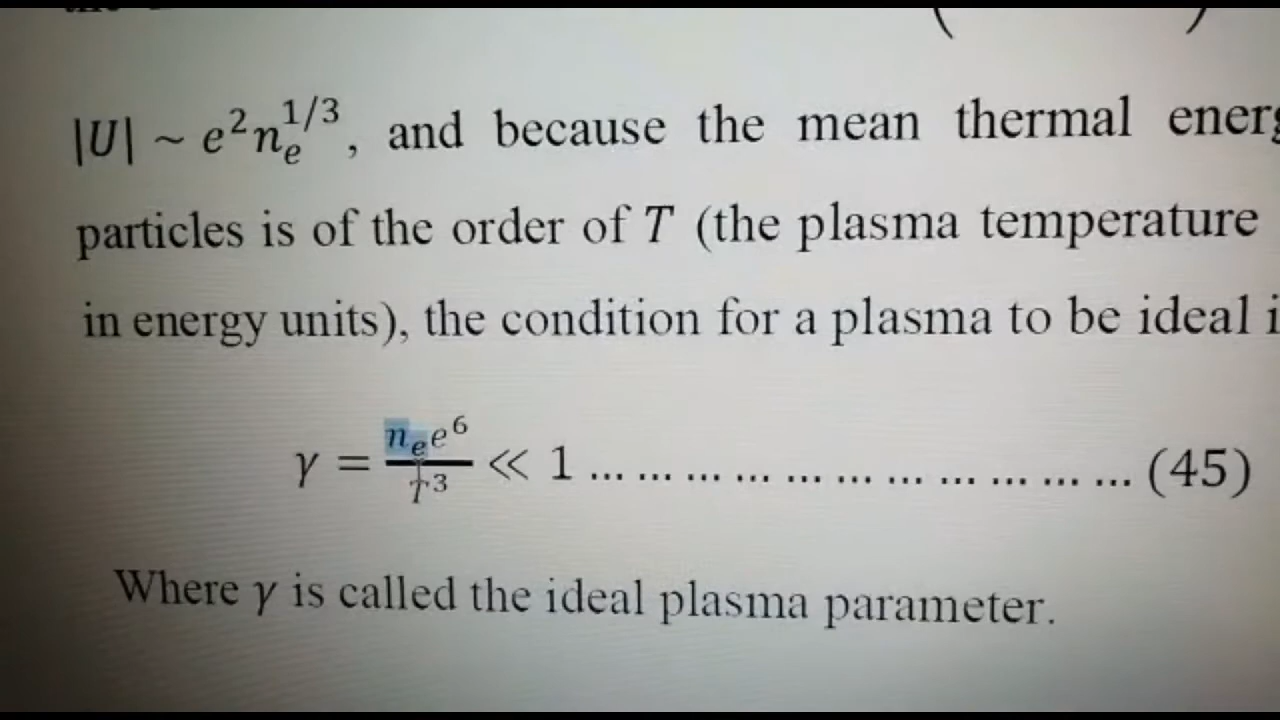 |U| ~ e²nₑ^{1/3}, and because the mean thermal
particles is of the order of T (the plasma temperature
in energy units), the condition for a plasma to be ideal
γ = nₑe⁶/T³ ≪ 1 ... ... ... ... ... ... ... ... ... ... ... (45)
Where γ is called the ideal plasma parameter.